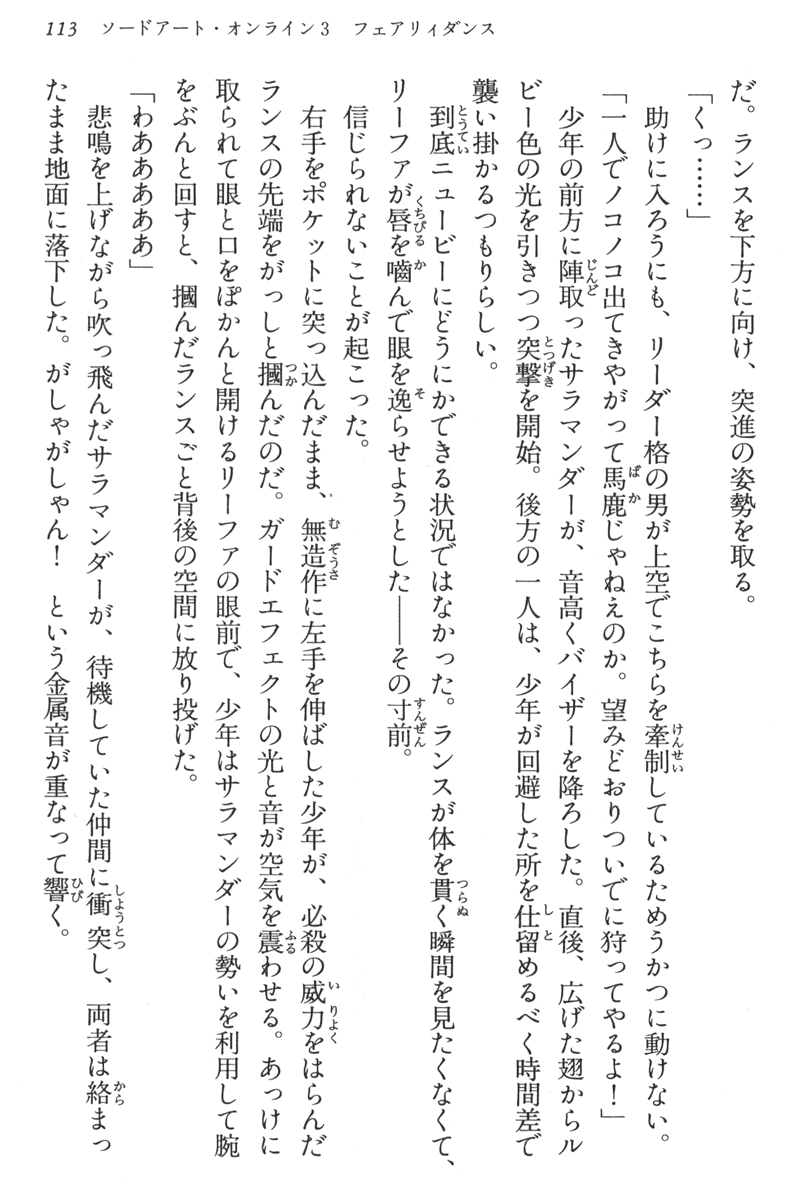 113　ソードアート・オンライン3　フェアリィダンス
だ。ランスを下方に向け、突進の姿勢を取る。
「くっ……」
助けに入ろうにも、リーダー格の男が上空でこちらを牽制しているためうかつに動けない。
「一人でノコノコ出てきやがって馬鹿じゃねえのか。望みどおりついでに狩ってやるよ！」
少年の前方に陣取ったサラマンダーが、音高くバイザーを降ろした。直後、広げた翅からル
ビー色の光を引きつつ突撃を開始。後方の一人は、少年が回避した所を仕留めるべく時間差で
襲い掛かるつもりらしい。
到底ニュービーにどうにかできる状況ではなかった。ランスが体を貫く瞬間を見たくなくて、
リーファが唇を嚙んで眼を逸らせようとした――その寸前。
信じられないことが起こった。
右手をポケットに突っ込んだまま、無造作に左手を伸ばした少年が、必殺の威力をはらんだ
ランスの先端をがっしと摑んだのだ。ガードエフェクトの光と音が空気を震わせる。あっけに
取られて眼と口をぽかんと開けるリーファの眼前で、少年はサラマンダーの勢いを利用して腕
をぶんと回すと、摑んだランスごと背後の空間に放り投げた。
「わああああああ」
悲鳴を上げながら吹っ飛んだサラマンダーが、待機していた仲間に衝突し、両者は絡まっ
たまま地面に落下した。がしゃがしゃん！　という金属音が重なって響く。